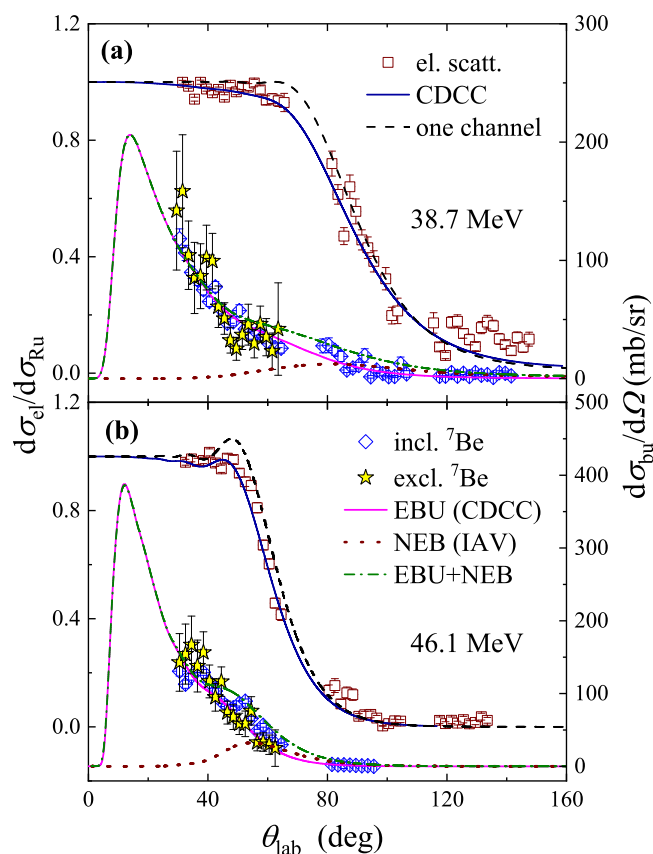 1.2
300
(a)
el. scatt.
CDCC
one channel
0.8
200
38.7 MeV
0.4
100
0.0
0
dσel/dσRu
dσbu/dΩ (mb/sr)
1.2
500
(b)
incl. ⁷Be
excl. ⁷Be
EBU (CDCC)
NEB (IAV)
EBU+NEB
0.8
400
300
0.4
200
46.1 MeV
100
0.0
0
0 40 80 120 160
θlab (deg)